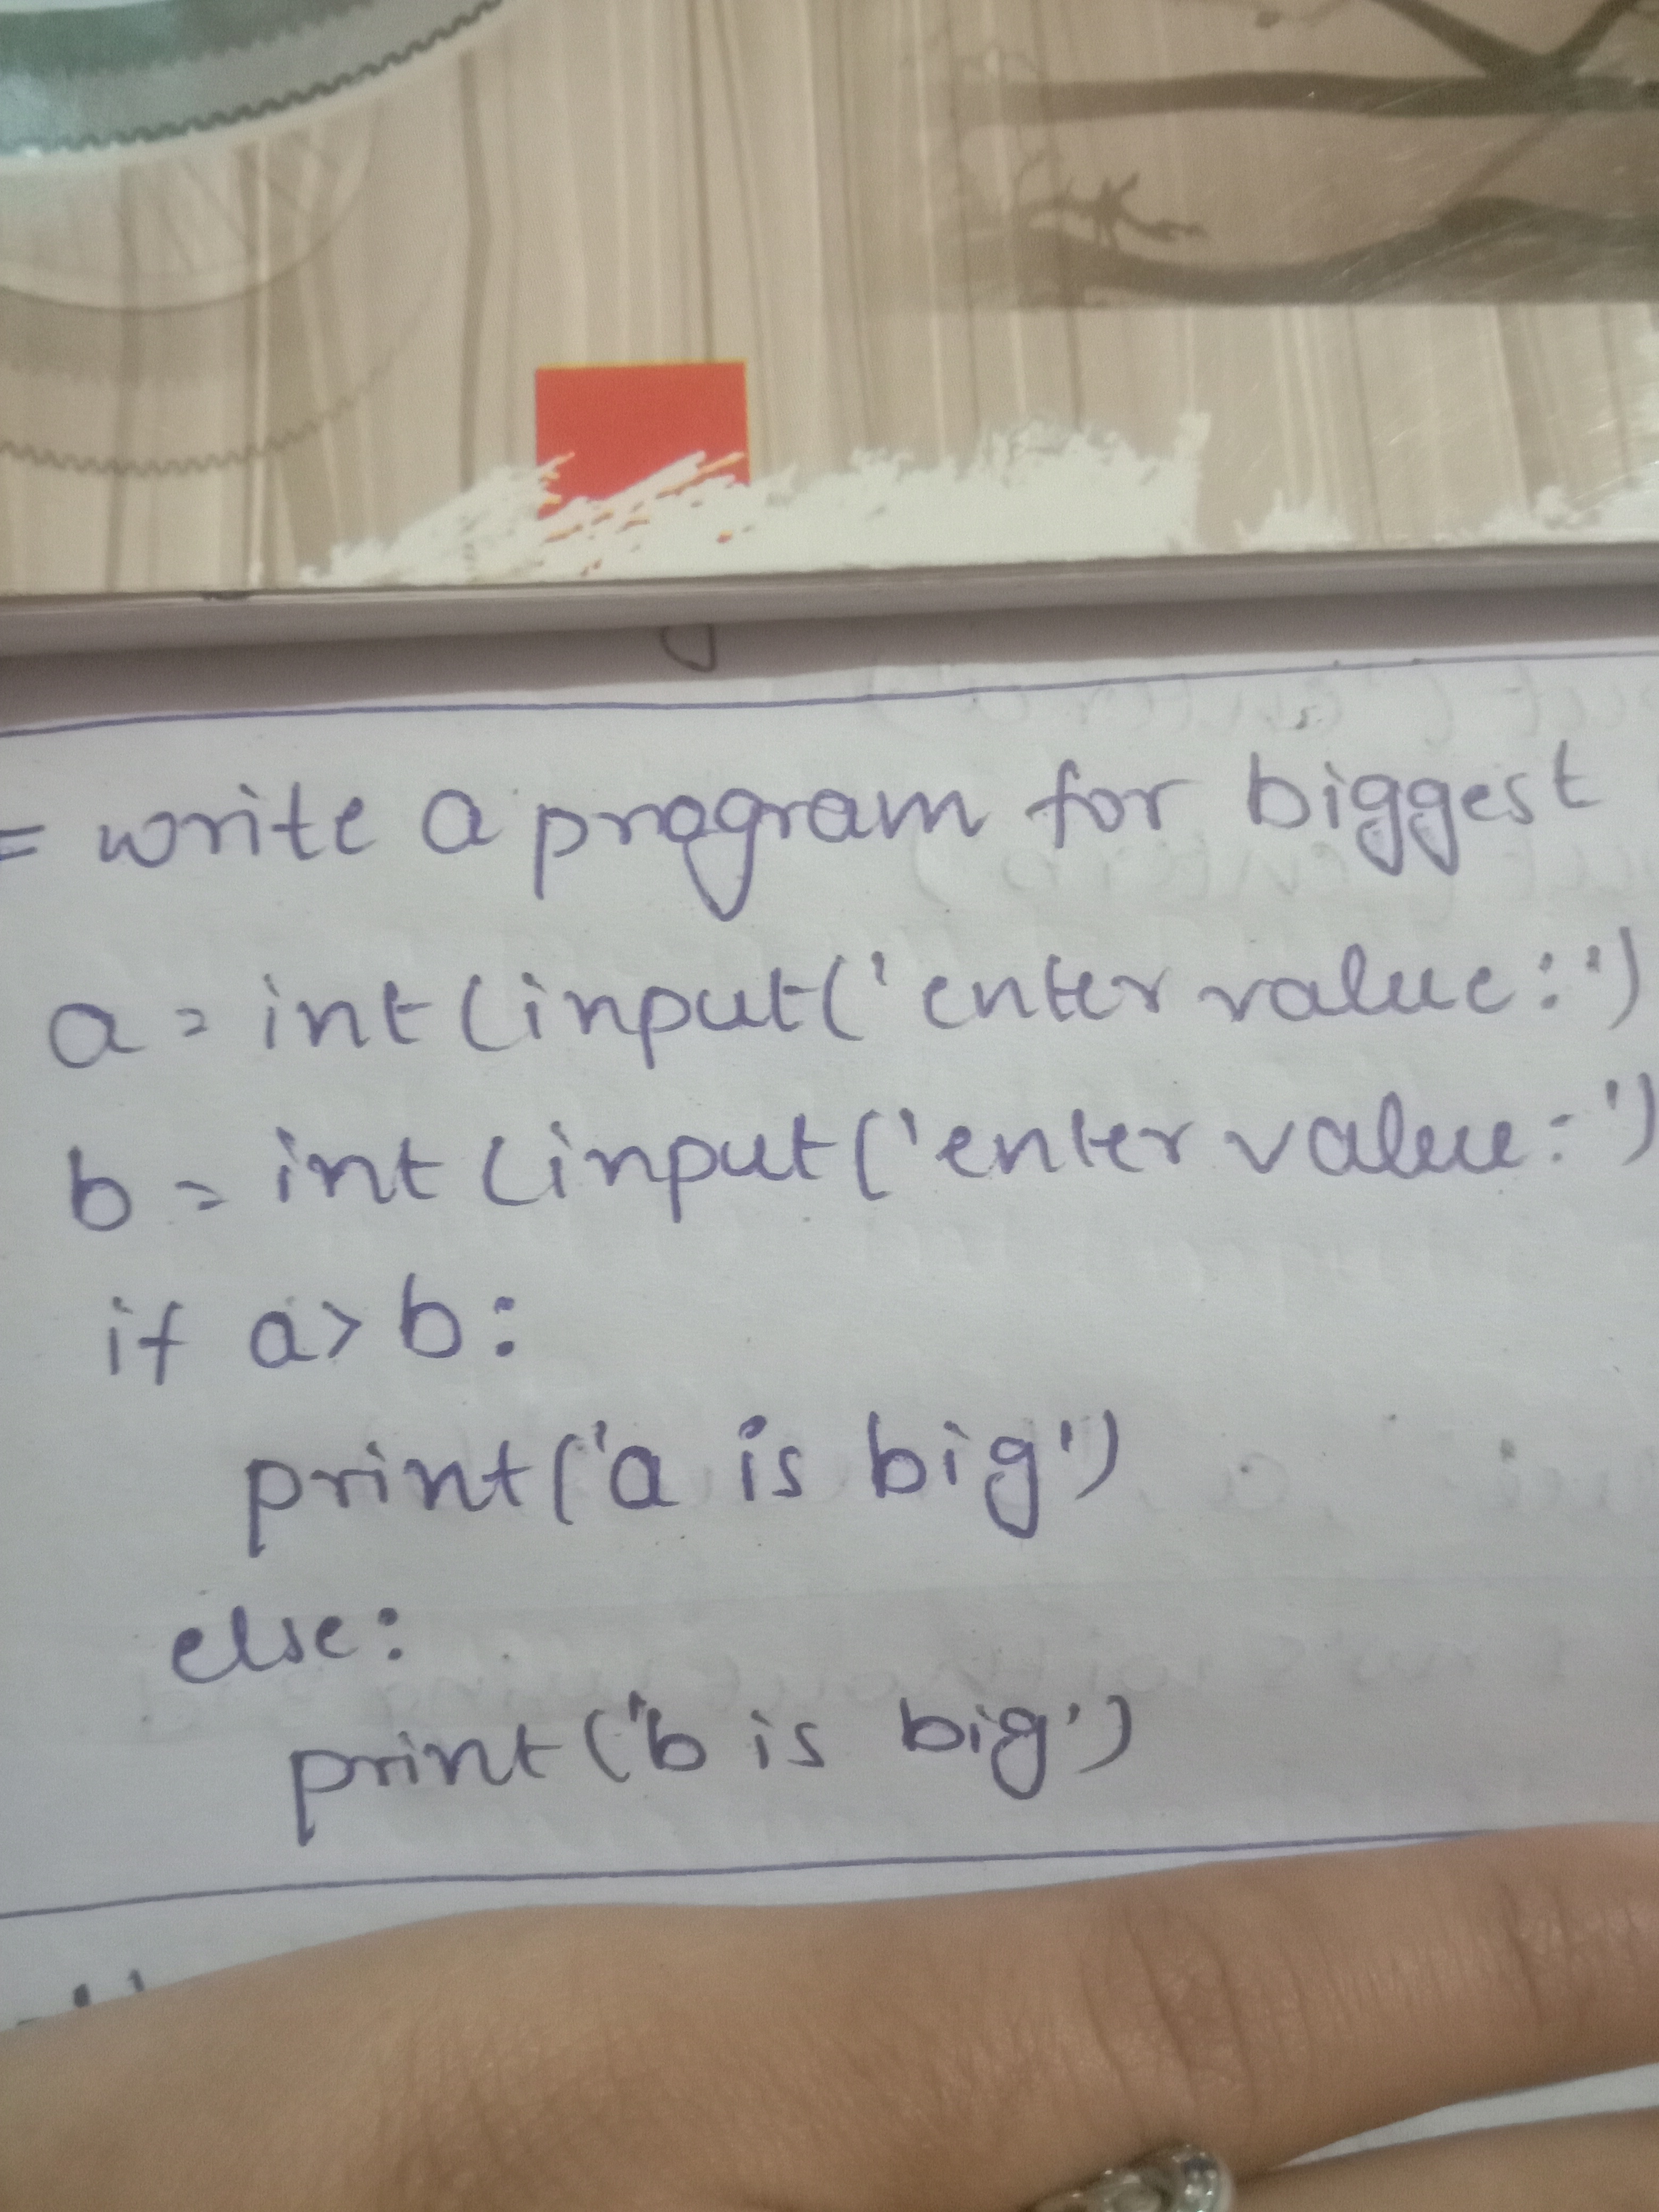 = write a program for biggest
a = int(input('enter value:')
b = int(input('enter value:')
if a>b:
print('a is big')
else:
print('b is big')